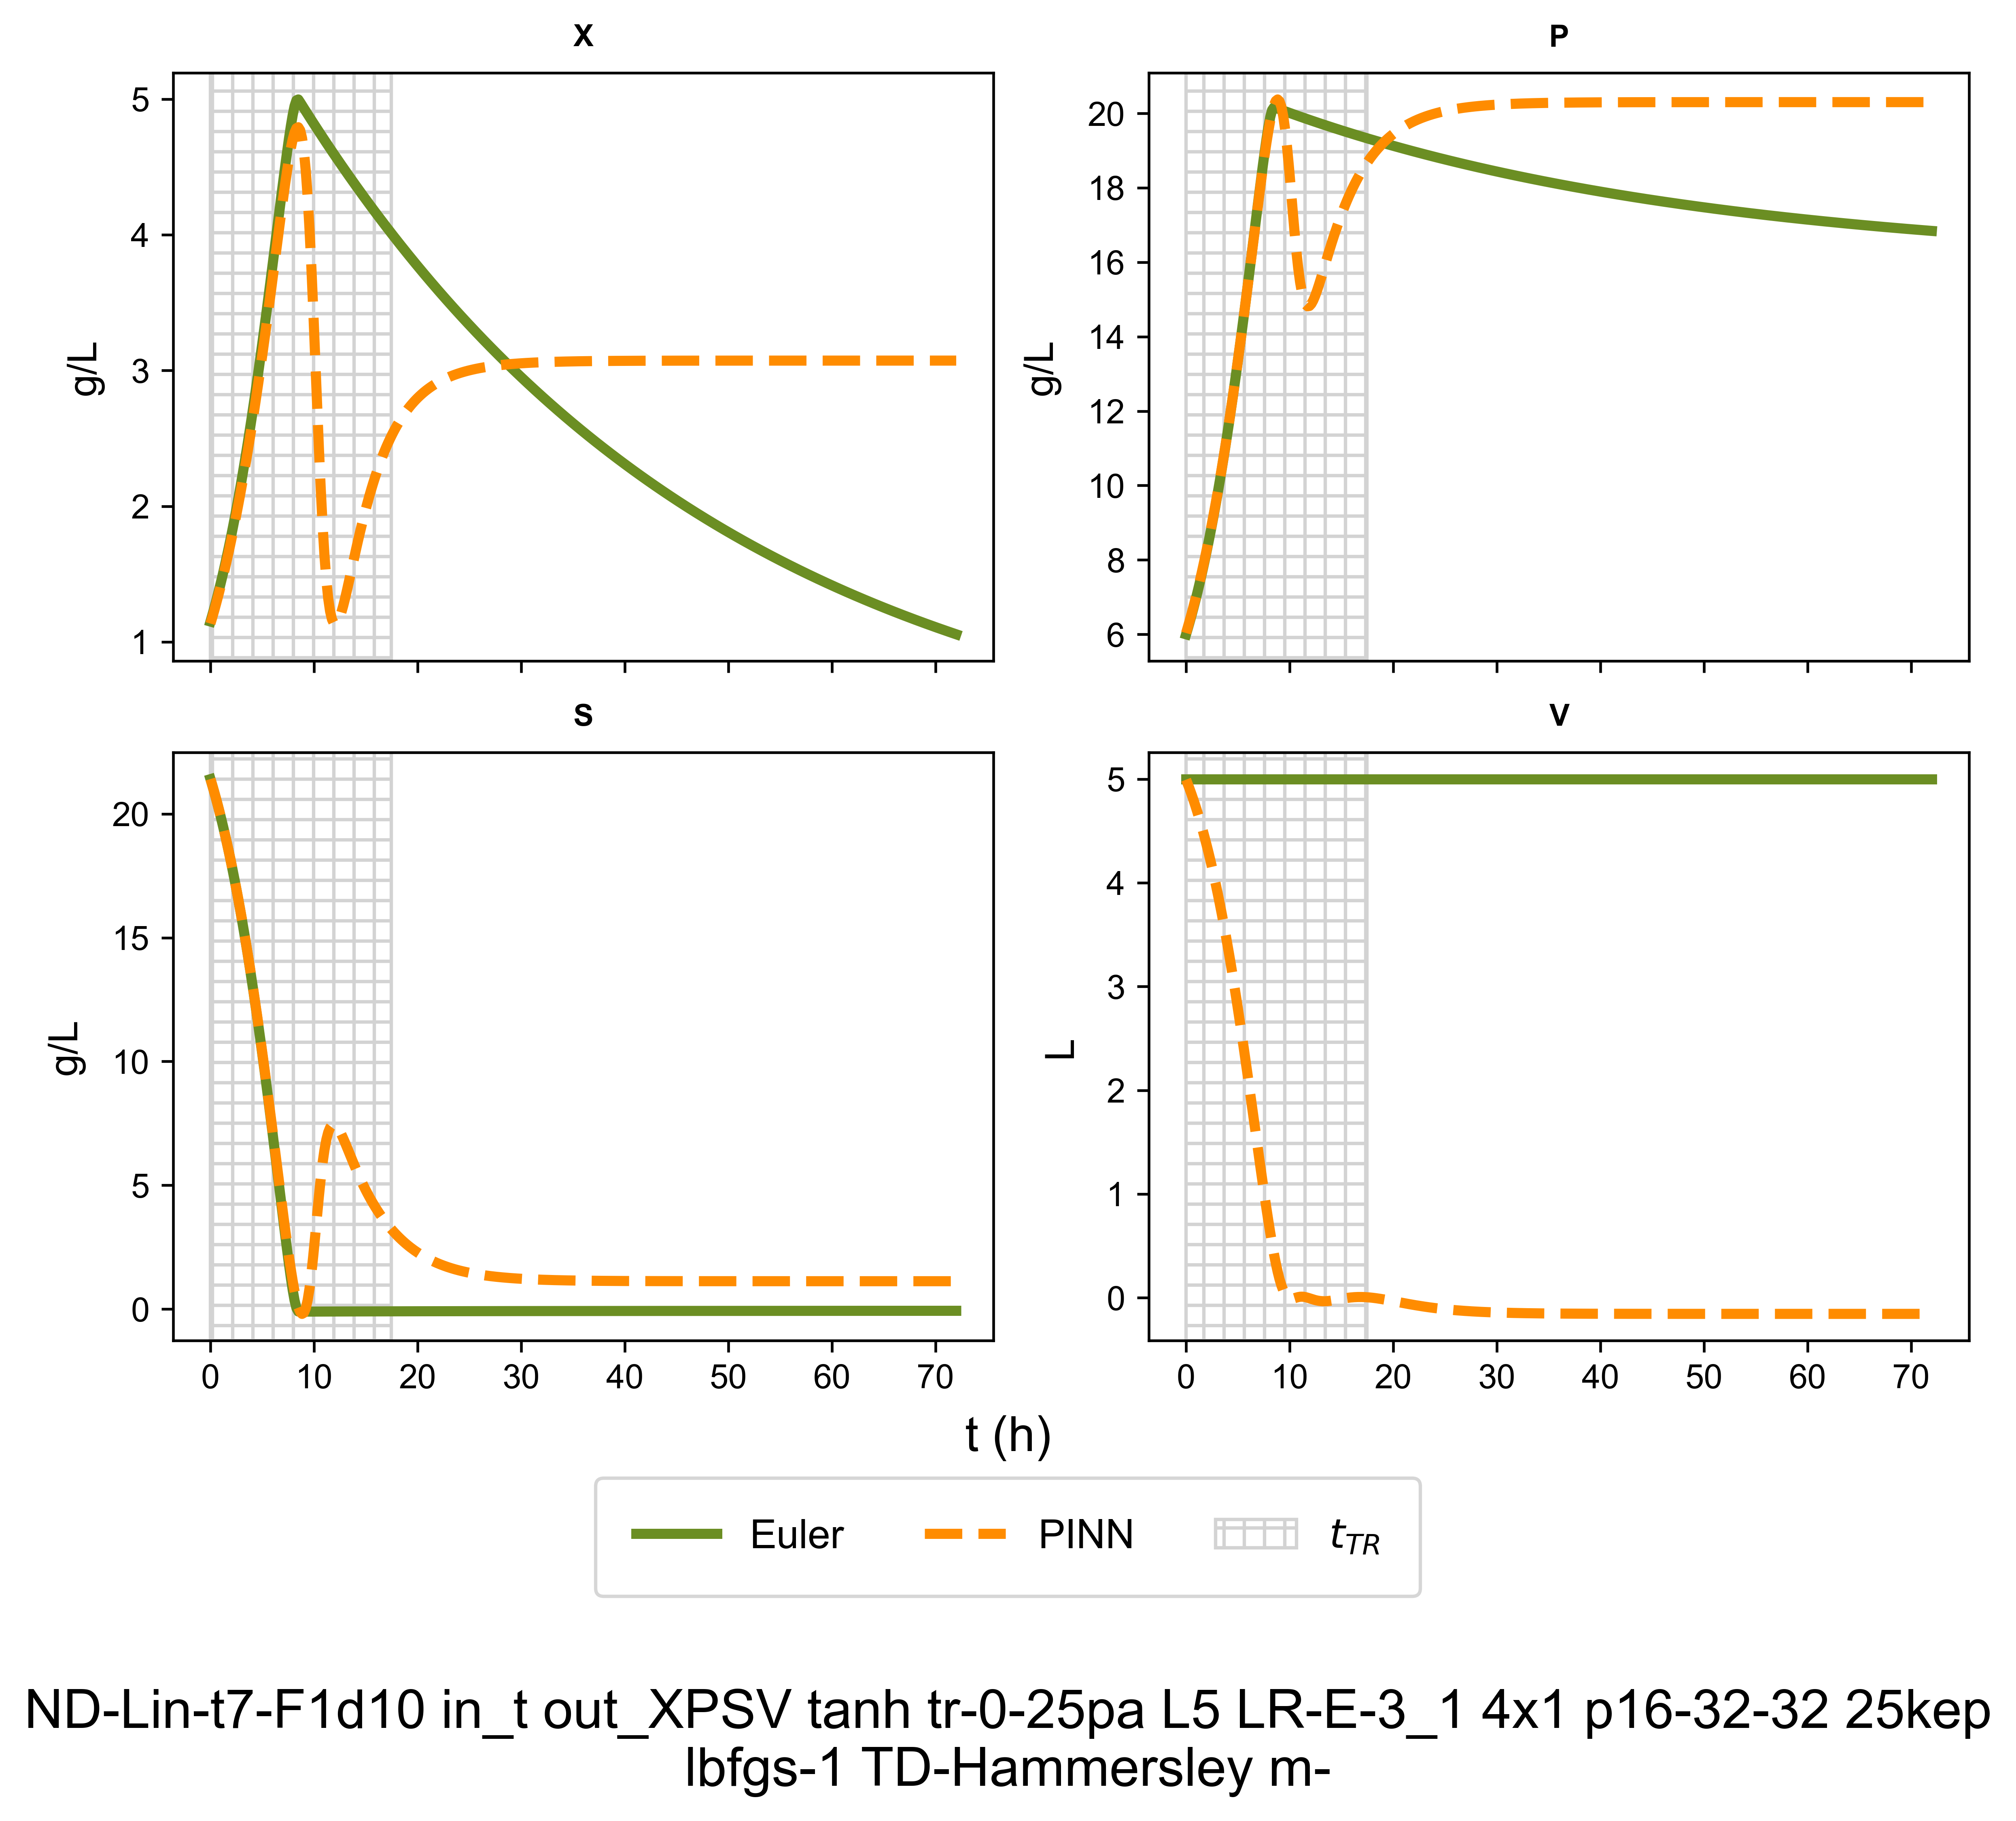 X
5
4
3
2
1
g/L
P
20
18
16
14
12
10
8
6
g/L
S
20
15
10
5
0
g/L
0 10 20 30 40 50 60 70
V
5
4
3
2
1
0
L
0 10 20 30 40 50 60 70
t (h)
Euler PINN t_TR
ND-Lin-t7-F1d10 in_t out_XPSV tanh tr-0-25pa L5 LR-E-3_1 4x1 p16-32-32 25kep
lbfgs-1 TD-Hammersley m-